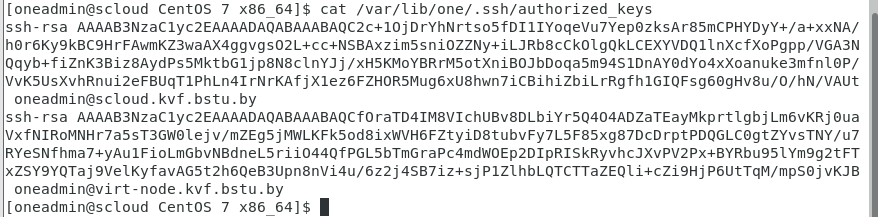 [oneadmin@scloud CentOS 7 x86_64]$ cat /var/lib/one/.ssh/authorized_keys
ssh-rsa AAAAB3NzaC1yc2EAAAADAQABAAABAQC2c+1OjDrYhNrtso5fDI1IYoqeVu7Yep0zksAr85mCPHYDyY+/a+xxNA/
h0r6Ky9kBC9HrFAwmKZ3waAX4ggvgsO2L+cc+NSBAxzim5sniOZZNy+iLJRb8cCkOlgQkLCEXYVDQ1lnXcfXoPgpp/VGA3N
Qqyb+fiZnK3Biz8AydPs5MktbG1jp8N8clnYJj/xH5KMoYBRrM5otXniBOJbDoqa5m94S1DnAY0dYo4xXoanuke3mfnl0P/
VvK5UsXvhRnui2eFBUqT1PhLn4IrNrKAfjX1ez6FZHOR5Mug6xU8hwn7iCBihiZbiLrRgfh1GIQFsg60gHv8u/O/hN/VAUt
oneadmin@scloud.kvf.bstu.by
ssh-rsa AAAAB3NzaC1yc2EAAAADAQABAAABAQCfOraTD4IM8VIchUBv8DLbiYr5Q4O4ADZaTEayMkprtlgbjLm6vKRj0ua
VxfNIRoMNHr7a5sT3GW0lejv/mZEg5jMWLKFk5od8ixWVH6FZtyiD8tubvFy7L5F85xg87DcDrptPDQGLC0gtZYvsTNY/u7
RYeSNfhma7+yAu1FioLmGbvNBdneL5riiO44QfPGL5bTmGraPc4mdWOEp2DIpRISkRyvhcJXvPV2Px+BYRbu95lYm9g2tFT
xZSY9YQTaj9VelKyfavAG5t2h6QeB3Upn8nVi4u/6z2j4SB7iz+sjP1ZlhbLQTCTTaZEQli+cZi9HjP6UtTqM/mpS0jvKJB
oneadmin@virt-node.kvf.bstu.by
[oneadmin@scloud CentOS 7 x86_64]$